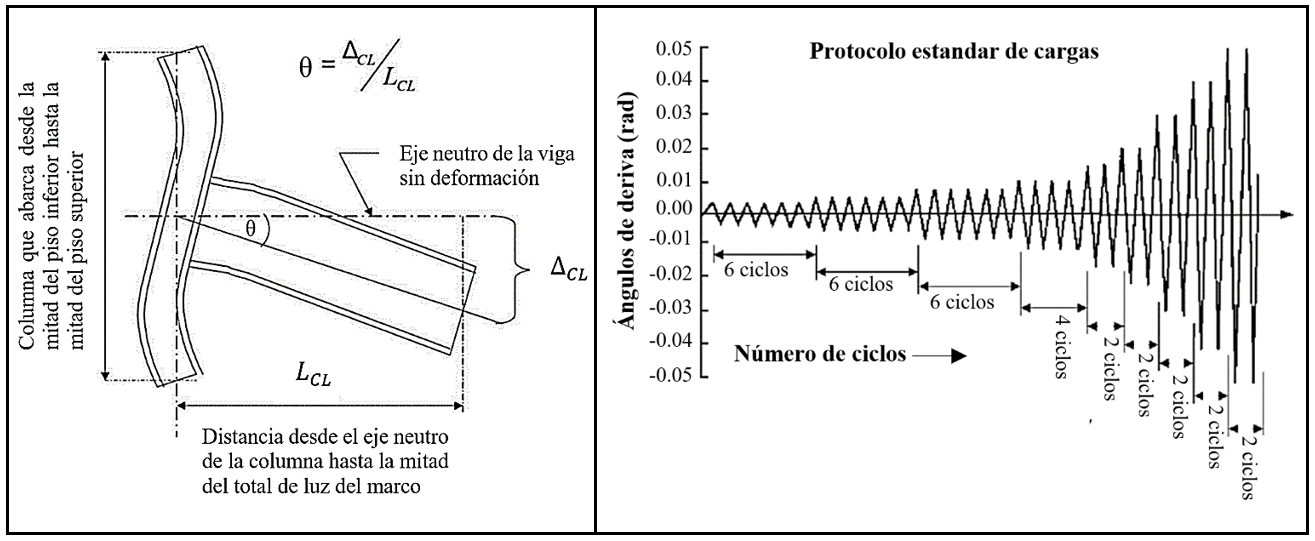 Columna que abarca desde la
mitad del piso inferior hasta la
mitad del piso superior
θ = Δ_CL/L_CL
Eje neutro de la viga
sin deformación
θ
Δ_CL
L_CL
Distancia desde el eje neutro
de la columna hasta la mitad
del total de luz del marco
Protocolo estandar de cargas
Ángulos de deriva (rad)
0.05
0.04
0.03
0.02
0.01
0.00
-0.01
-0.02
-0.03
-0.04
-0.05
6 ciclos
6 ciclos
6 ciclos
4 ciclos
2 ciclos
2 ciclos
2 ciclos
2 ciclos
2 ciclos
Número de ciclos